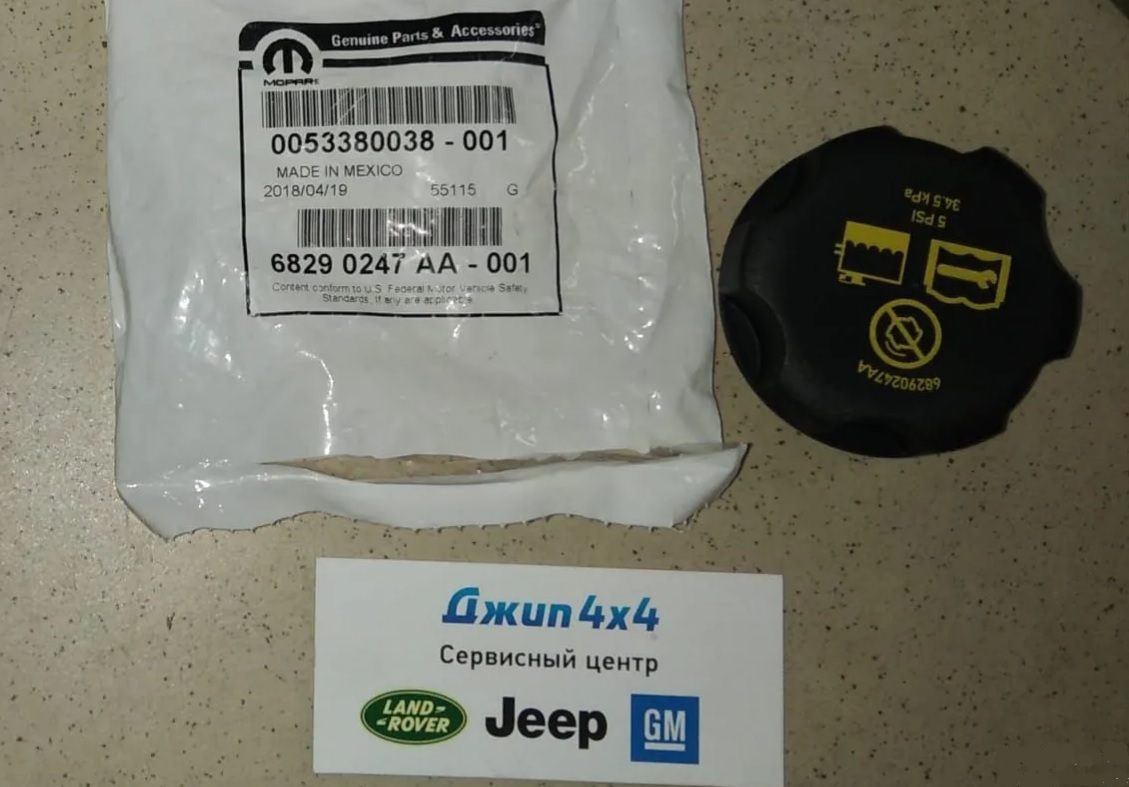 Genuine Parts & Accessories®
MOPAR®
0053380038 - 001
MADE IN MEXICO
2018/04/19 55115 G
6829 0247 AA - 001
Content conform to U.S. Federal Motor Vehicle Safety
Standards, If any are applicable
5 PSI
34.5 kPa
68290247AA
Джип 4x4
Сервисный центр
LAND-
-ROVER
Jeep
GM